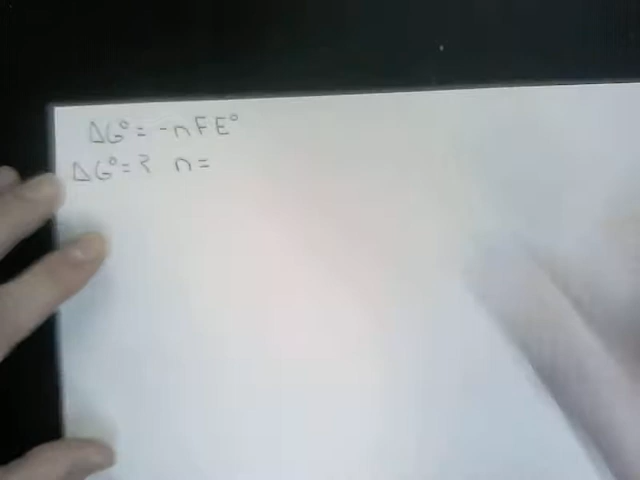 ΔG° = -nFE°
ΔG° = ? n =